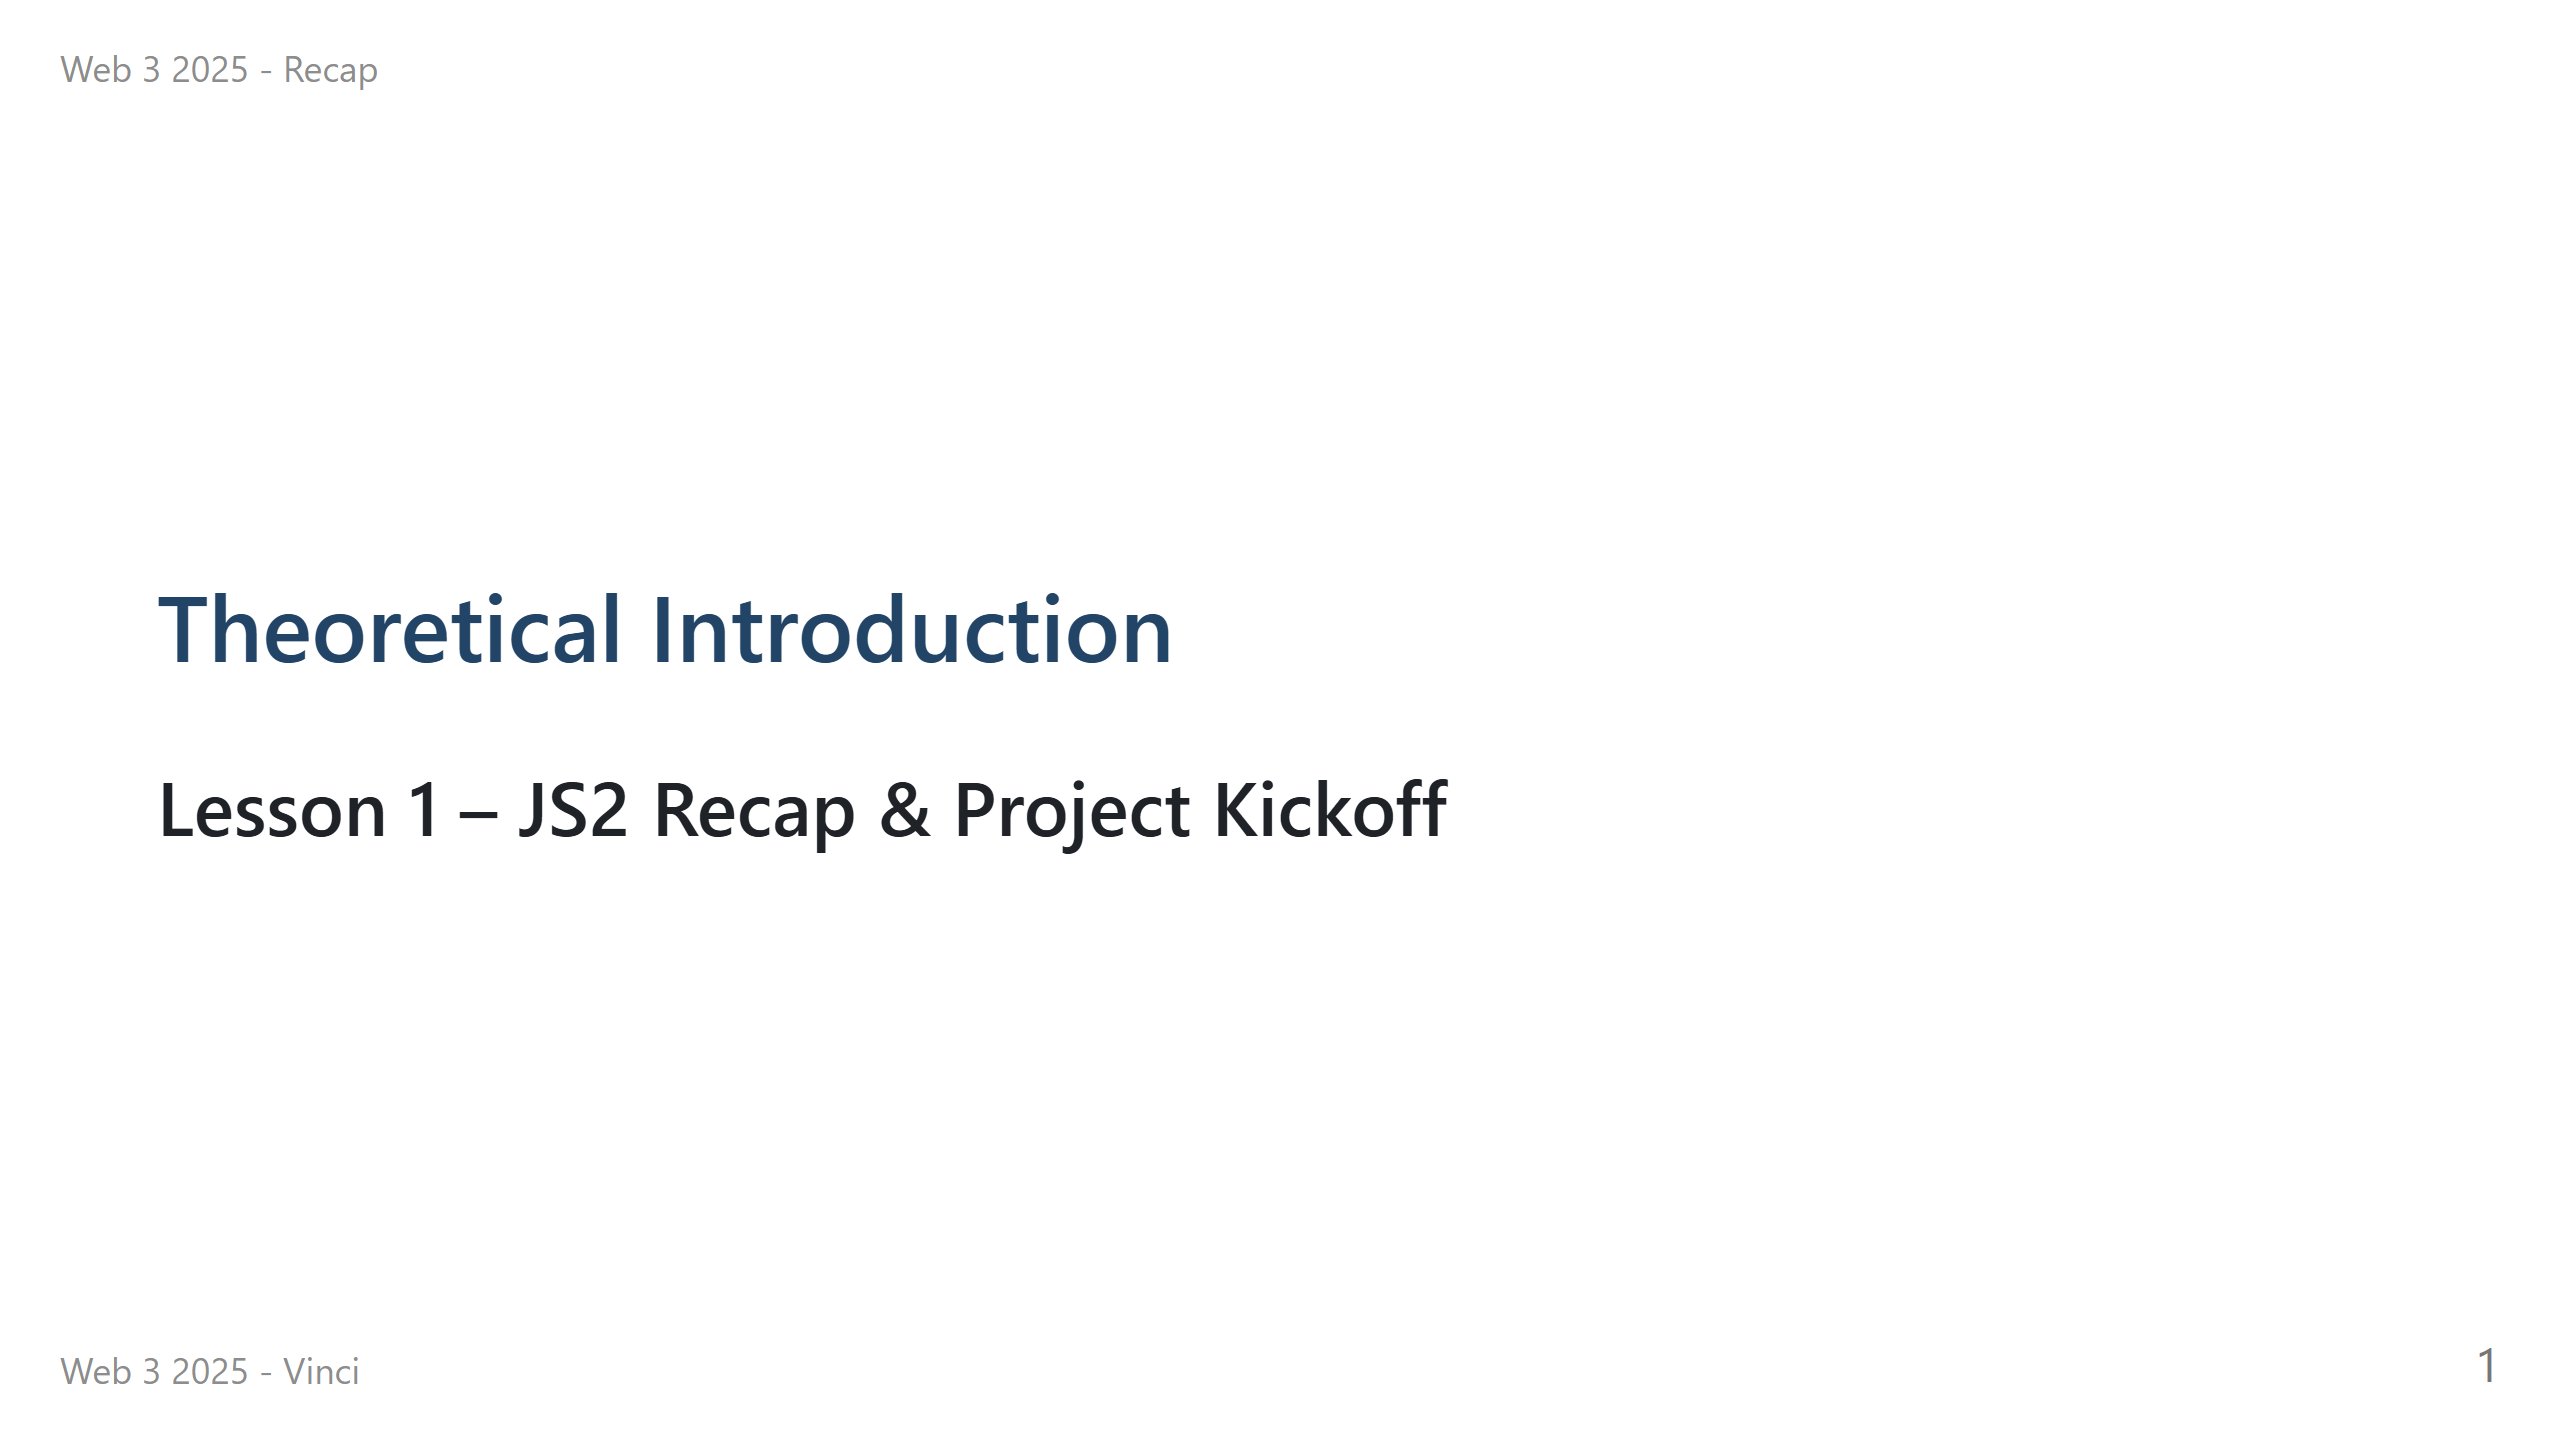 Web 3 2025 - Recap
Theoretical Introduction
Lesson 1 – JS2 Recap & Project Kickoff
Web 3 2025 - Vinci
1